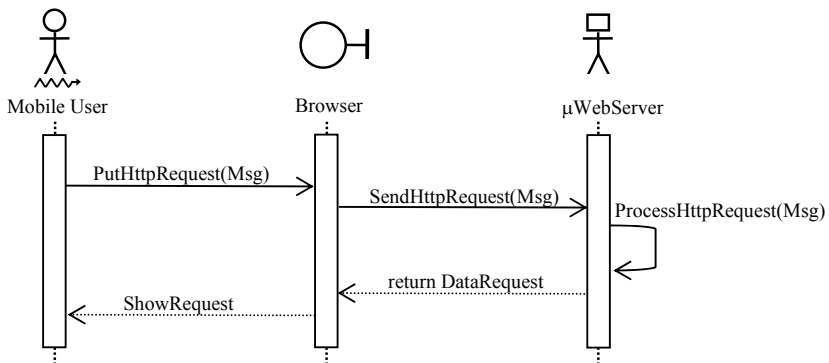 Mobile User
Browser
μWebServer
PutHttpRequest(Msg)
SendHttpRequest(Msg)
ProcessHttpRequest(Msg)
return DataRequest
ShowRequest